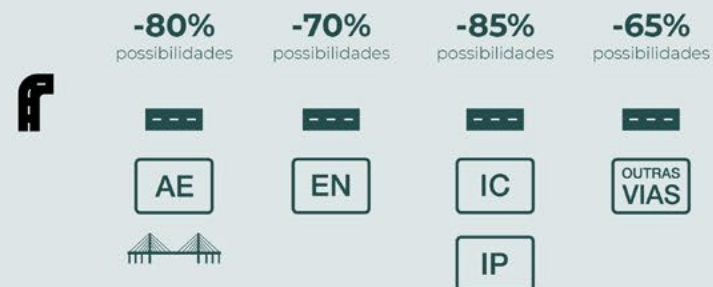 -80%
possibilidades
-70%
possibilidades
-85%
possibilidades
-65%
possibilidades
AE
EN
IC
OUTRAS
VIAS
IP